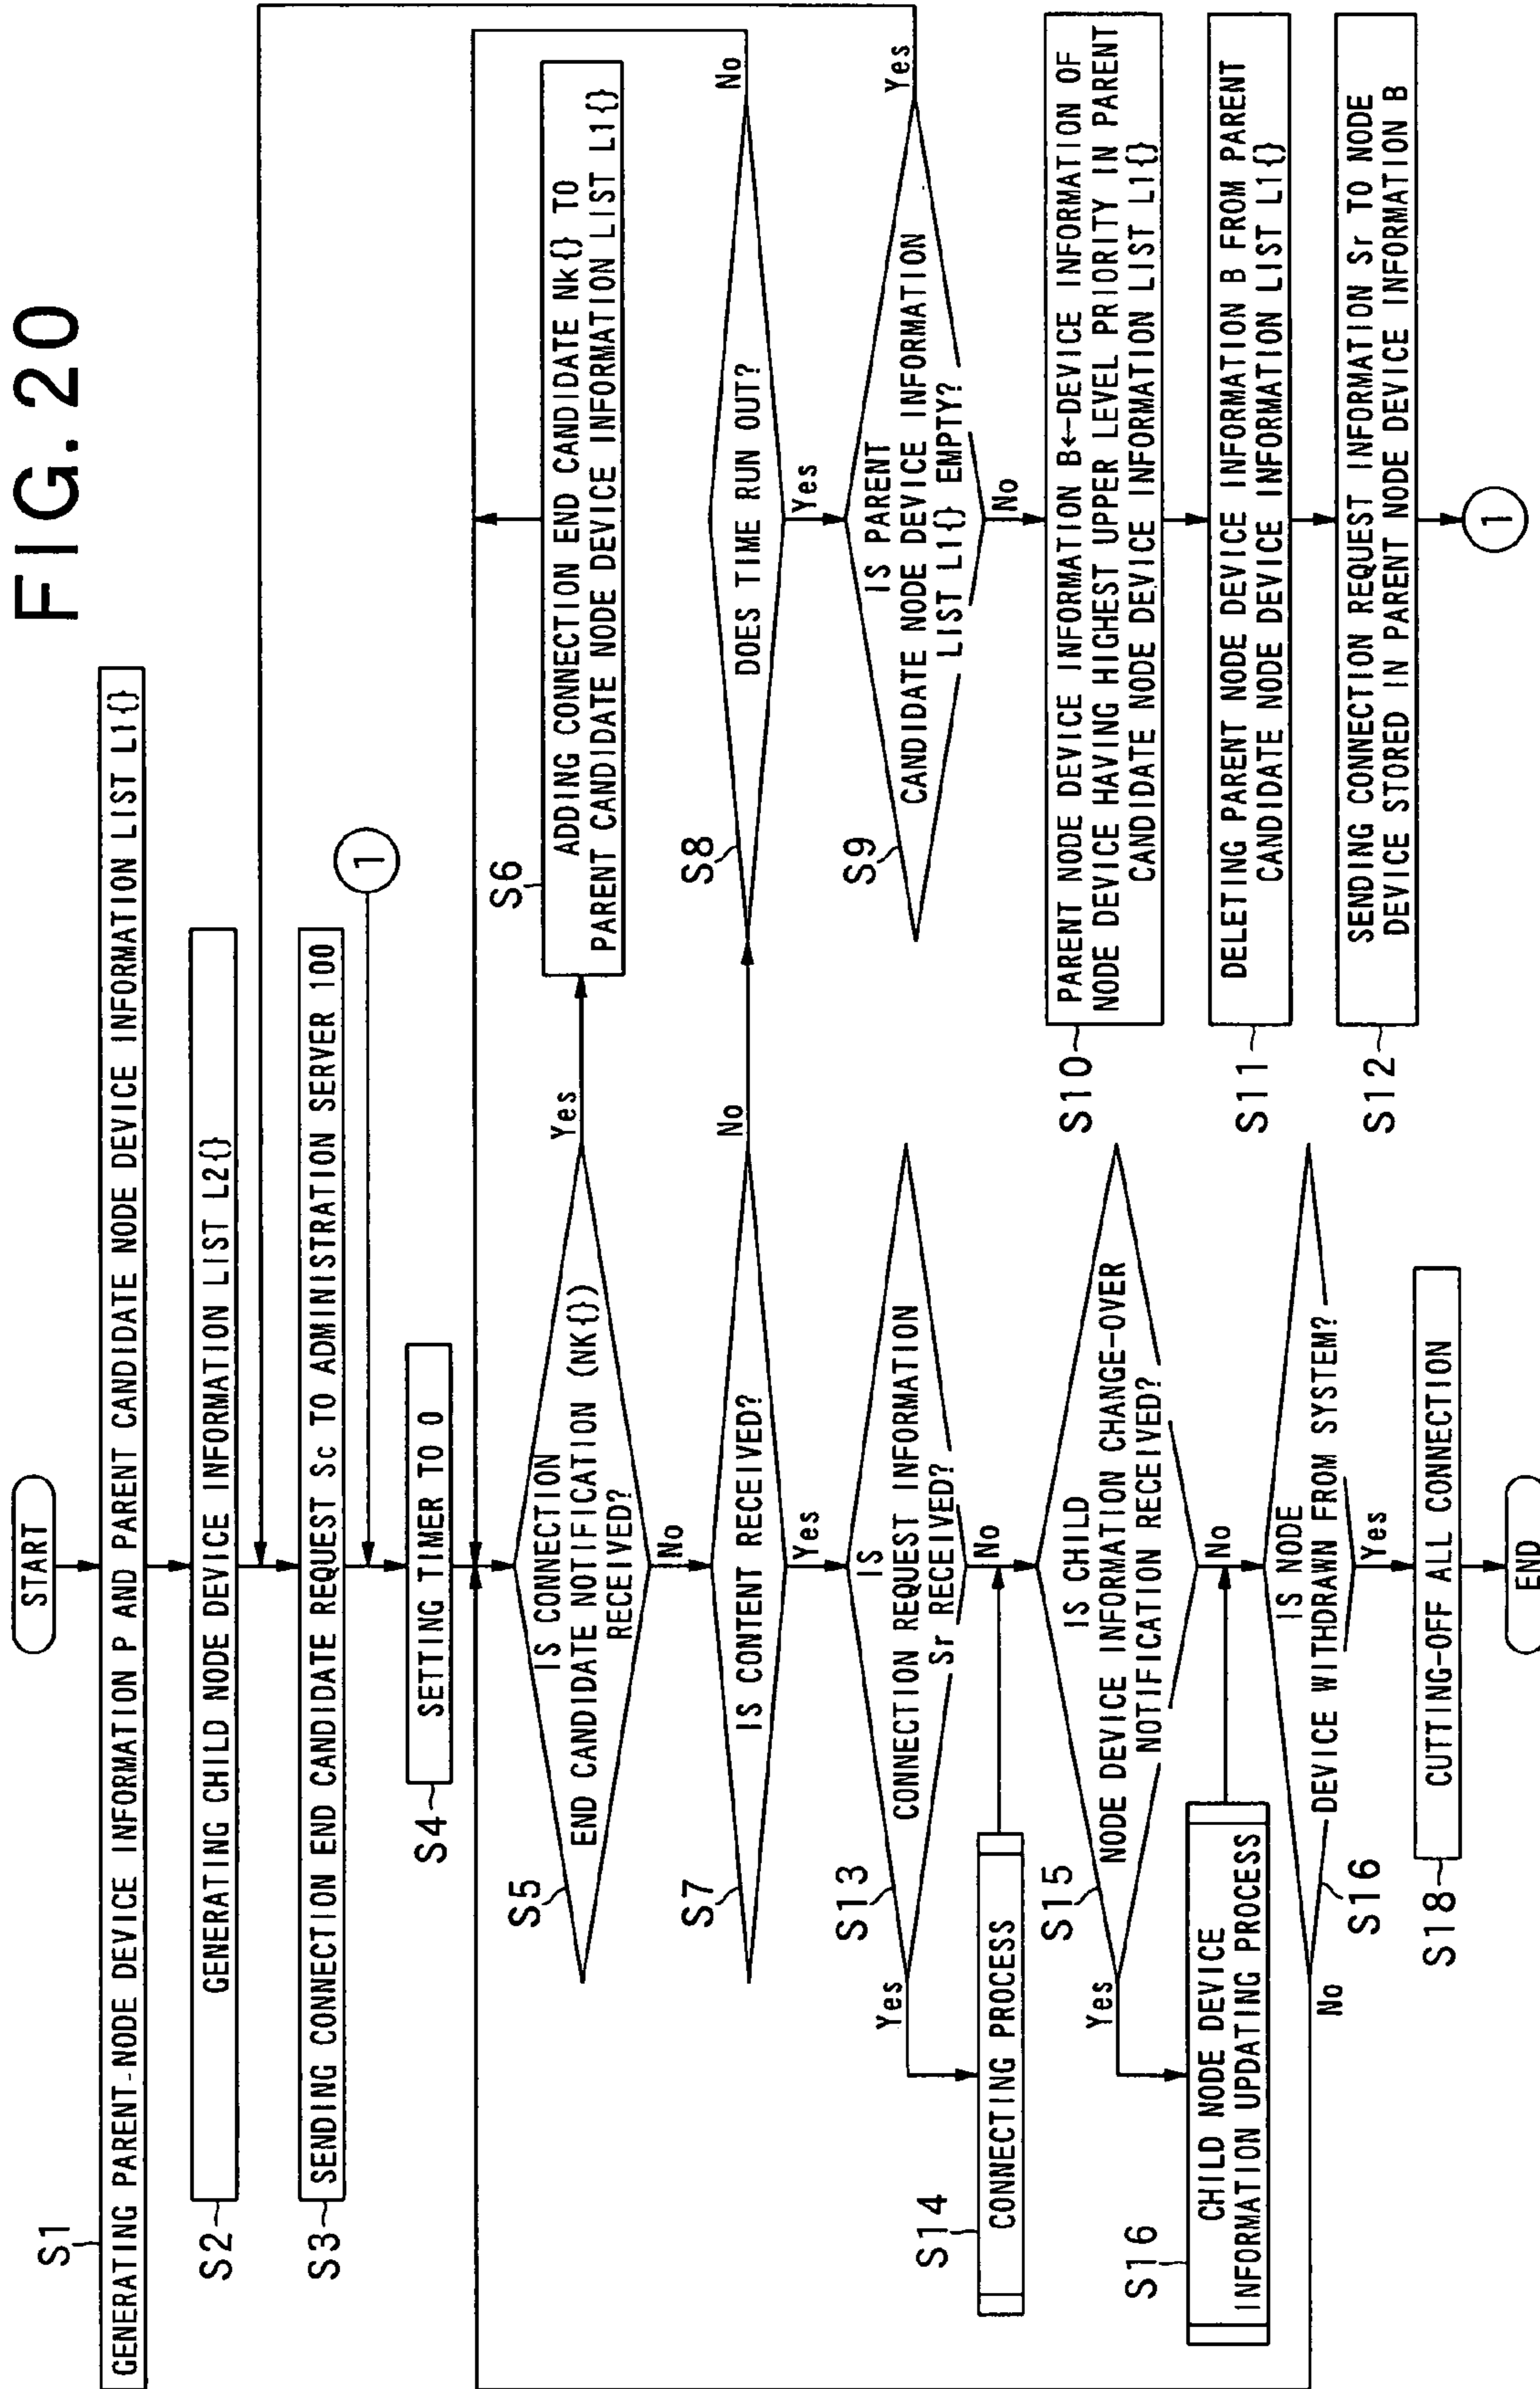 FIG. 20
START
S1
GENERATING PARENT-NODE DEVICE INFORMATION P AND PARENT CANDIDATE NODE DEVICE INFORMATION LIST L1{}
S2
GENERATING CHILD NODE DEVICE INFORMATION LIST L2{}
S3
SENDING CONNECTION END CANDIDATE REQUEST Sc TO ADMINISTRATION SERVER 100
1
S4
SETTING TIMER TO 0
S5
IS CONNECTION
END CANDIDATE NOTIFICATION (NK{})
RECEIVED?
Yes
No
S6
ADDING CONNECTION END CANDIDATE Nk{} TO
PARENT CANDIDATE NODE DEVICE INFORMATION LIST L1{}
S7
IS CONTENT RECEIVED?
No
Yes
S8
DOES TIME RUN OUT?
No
Yes
S9
IS PARENT
CANDIDATE NODE DEVICE INFORMATION
LIST L1{} EMPTY?
Yes
No
S10
PARENT NODE DEVICE INFORMATION B←DEVICE INFORMATION OF
NODE DEVICE HAVING HIGHEST UPPER LEVEL PRIORITY IN PARENT
CANDIDATE NODE DEVICE INFORMATION LIST L1{}
S11
DELETING PARENT NODE DEVICE INFORMATION B FROM PARENT
CANDIDATE NODE DEVICE INFORMATION LIST L1{}
S12
SENDING CONNECTION REQUEST INFORMATION Sr TO NODE
DEVICE STORED IN PARENT NODE DEVICE INFORMATION B
1
S13
IS
CONNECTION REQUEST INFORMATION
Sr RECEIVED?
Yes
No
S14
CONNECTING PROCESS
S15
IS CHILD
NODE DEVICE INFORMATION CHANGE-OVER
NOTIFICATION RECEIVED?
Yes
No
S16
CHILD NODE DEVICE
INFORMATION UPDATING PROCESS
IS NODE
DEVICE WITHDRAWN FROM SYSTEM?
S16
No
Yes
S18
CUTTING-OFF ALL CONNECTION
END